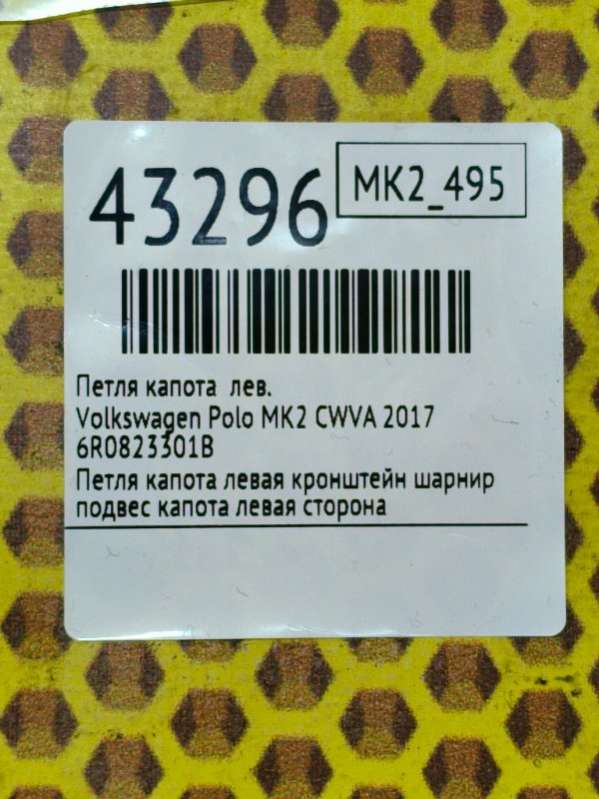 43296
MK2_495
Петля капота лев.
Volkswagen Polo MK2 CWVA 2017
6R0823301B
Петля капота левая кронштейн шарнир
подвес капота левая сторона